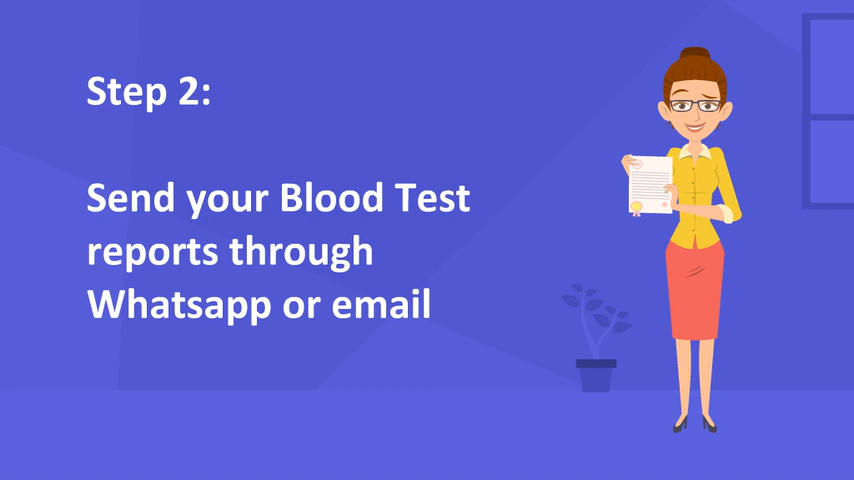 Step 2:
Send your Blood Test
reports through
Whatsapp or email